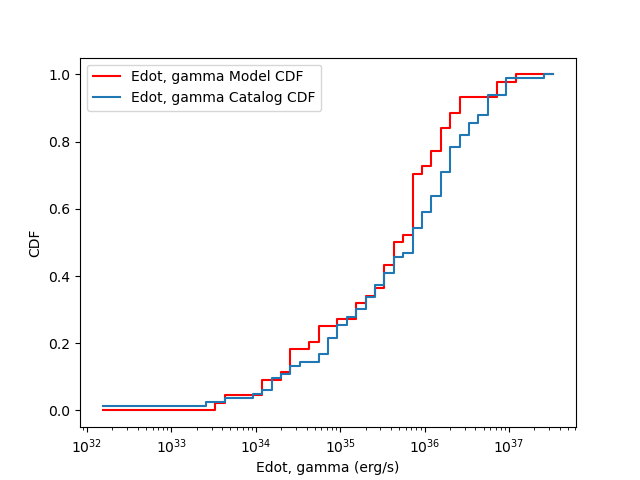 Edot, gamma Model CDF
Edot, gamma Catalog CDF
CDF
1.0
0.8
0.6
0.4
0.2
0.0
10³² 10³³ 10³⁴ 10³⁵ 10³⁶ 10³⁷
Edot, gamma (erg/s)